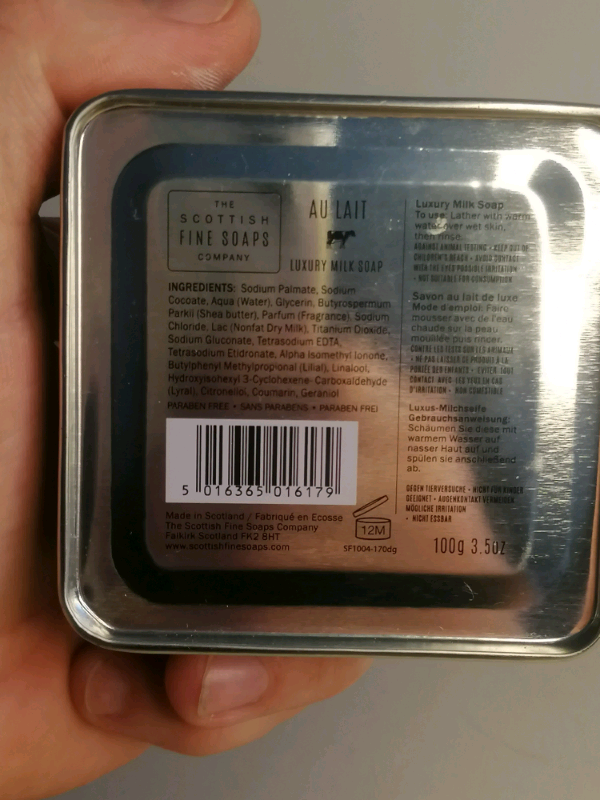 THE
SCOTTISH
FINE SOAPS
COMPANY
AU LAIT
LUXURY MILK SOAP
INGREDIENTS: Sodium Palmate, Sodium
Cocoate, Aqua (Water), Glycerin, Butyrospermum
Parkii (Shea butter), Parfum (Fragrance), Sodium
Chloride, Lac (Nonfat Dry Milk), Titanium Dioxide,
Sodium Gluconate, Tetrasodium EDTA,
Tetrasodium Etidronate, Alpha Isomethyl Ionone,
Butylphenyl Methylpropional (Lilial), Linalool,
Hydroxyisohexyl 3-Cyclohexene Carboxaldehyde
(Lyral), Citronellol, Coumarin, Geraniol
PARABEN FREE • SANS PARABENS • PARABEN FREI
5 016365 016179
Made in Scotland / Fabriqué en Ecosse
The Scottish Fine Soaps Company
Falkirk Scotland FK2 8HT
www.scottishfinesoaps.com
12M
SF1004-170dg
Luxury Milk Soap
To use: Lather with warm
water over wet skin,
then rinse.
AGAINST ANIMAL TESTING • KEEP OUT OF
CHILDREN'S REACH • AVOID CONTACT
WITH THE EYES POSSIBLE IRRITATION
• NOT SUITABLE FOR CONSUMPTION
Savon au lait de luxe
Mode d'emploi: Faire
mousser avec de l'eau
chaude sur la peau
mouillée puis rincer.
CONTRE LES TESTS SUR LES ANIMAUX
• NE PAS LAISSER CE PRODUIT À LA
PORTÉE DES ENFANTS • ÉVITER TOUT
CONTACT AVEC LES YEUX EN CAS
D'IRRITATION • NON COMESTIBLE
Luxus-Milchseife
Gebrauchsanweisung:
Schäumen Sie diese mit
warmem Wasser auf
nasser Haut auf und
spülen sie anschließend
ab.
GEGEN TIERVERSUCHE • NICHT FÜR KINDER
GEEIGNET • AUGENKONTAKT VERMEIDEN
MÖGLICHE IRRITATION
• NICHT ESSBAR
100g 3.5oz